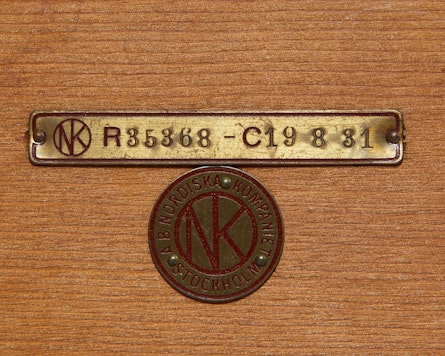 NK R35368 - C19 8 31
A.B. NORDISKA KOMPANIET
NK
STOCKHOLM